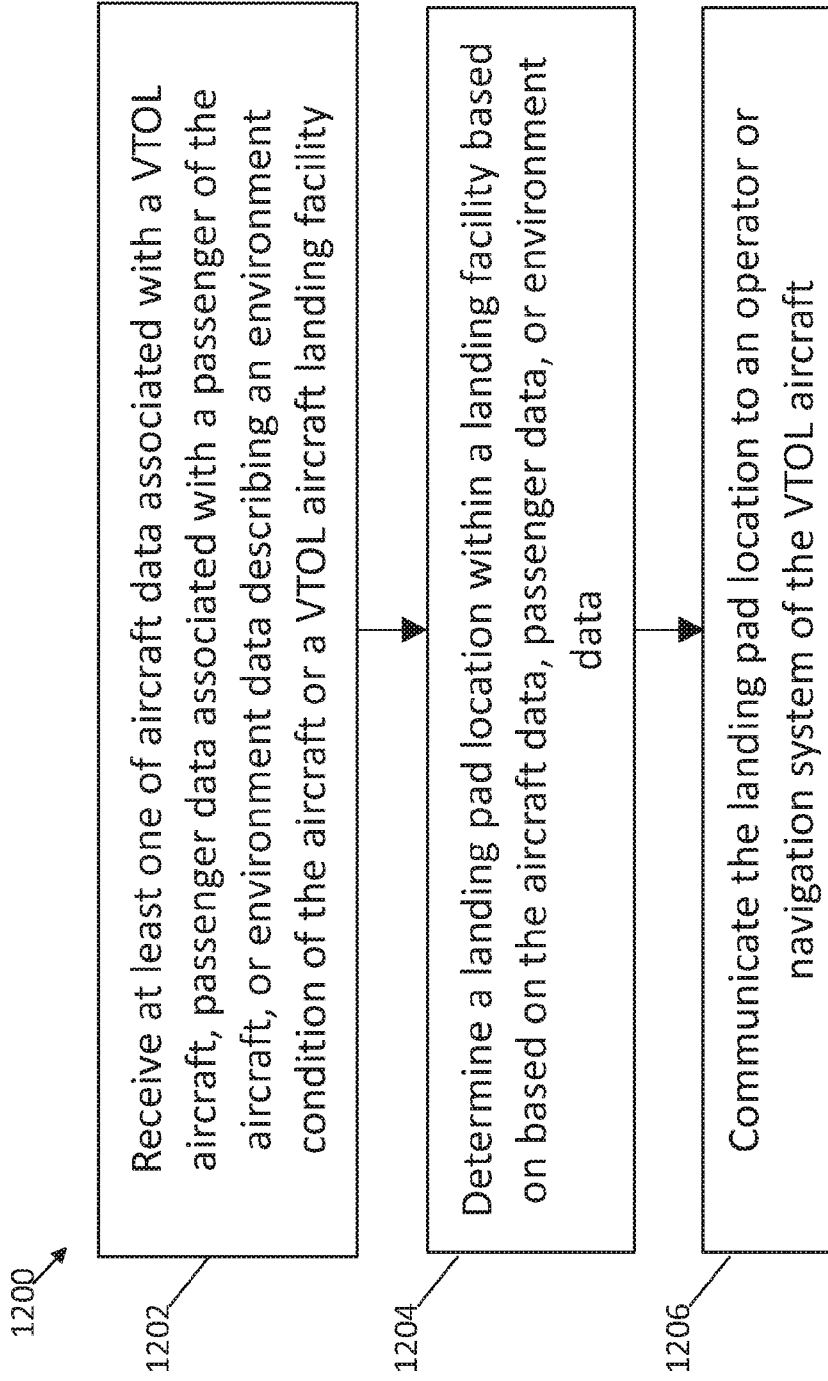 1200
1202
Receive at least one of aircraft data associated with a VTOL
aircraft, passenger data associated with a passenger of the
aircraft, or environment data describing an environment
condition of the aircraft or a VTOL aircraft landing facility
1204
Determine a landing pad location within a landing facility based
on based on the aircraft data, passenger data, or environment
data
1206
Communicate the landing pad location to an operator or
navigation system of the VTOL aircraft